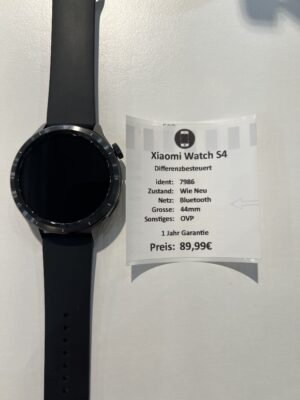 Xiaomi Watch S4
Differenzbesteuert
ident: 7986
Zustand: Wie Neu
Netz: Bluetooth
Grosse: 44mm
Sonstiges: OVP
1 Jahr Garantie
Preis: 89,99€